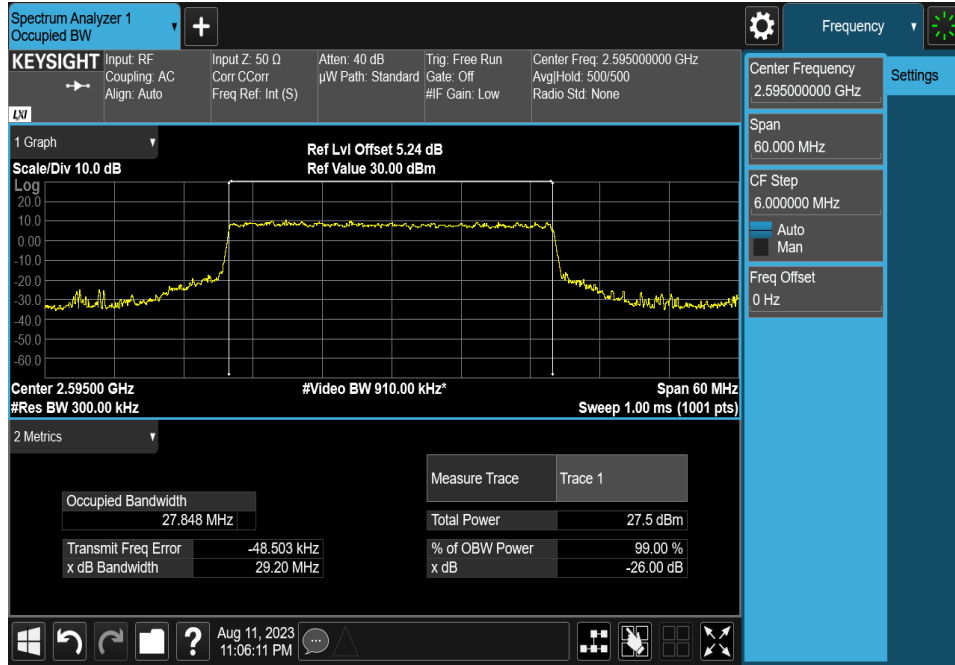 Spectrum Analyzer 1
Occupied BW
+
Frequency
KEYSIGHT
Input: RF
Coupling: AC
Align: Auto
Input Z: 50 Ω
Corr CCorr
Freq Ref: Int (S)
Atten: 40 dB
µW Path: Standard
Trig: Free Run
Gate: Off
#IF Gain: Low
Center Freq: 2.595000000 GHz
Avg|Hold: 500/500
Radio Std: None
LXI
Center Frequency
2.595000000 GHz
Settings
Span
60.000 MHz
CF Step
6.000000 MHz
Auto
Man
Freq Offset
0 Hz
1 Graph
Scale/Div 10.0 dB
Ref Lvl Offset 5.24 dB
Ref Value 30.00 dBm
Log
20.0
10.0
0.00
-10.0
-20.0
-30.0
-40.0
-50.0
-60.0
Center 2.59500 GHz
#Video BW 910.00 kHz*
Span 60 MHz
#Res BW 300.00 kHz
Sweep 1.00 ms (1001 pts)
2 Metrics
Measure Trace Trace 1
Occupied Bandwidth
27.848 MHz
Total Power 27.5 dBm
Transmit Freq Error -48.503 kHz
% of OBW Power 99.00 %
x dB Bandwidth 29.20 MHz
x dB -26.00 dB
?
Aug 11, 2023
11:06:11 PM